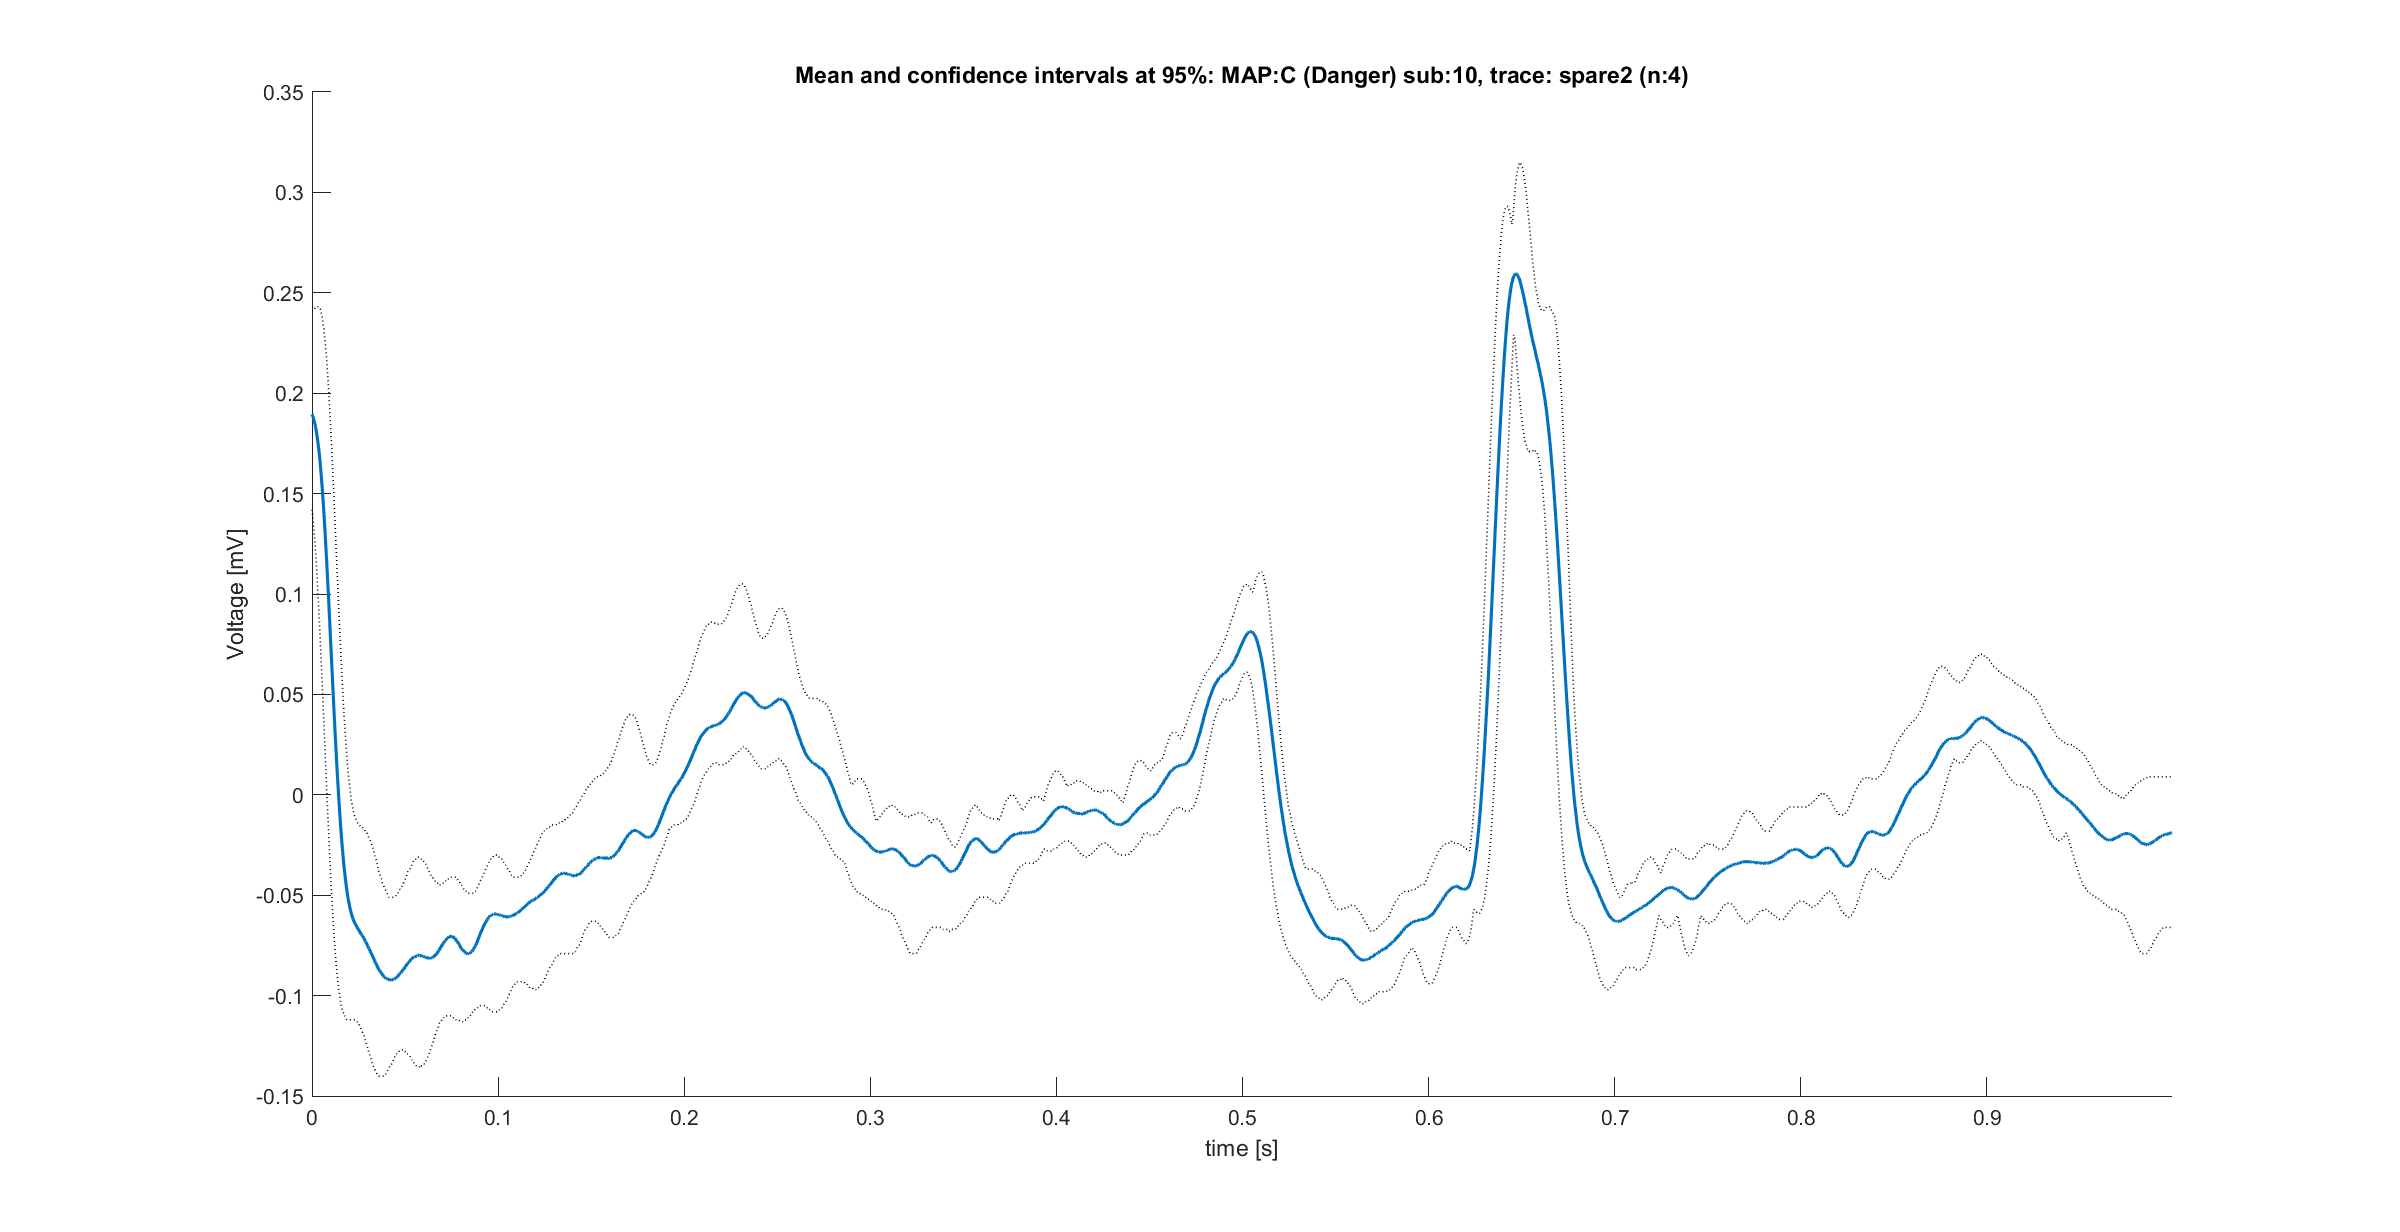 Mean and confidence intervals at 95%: MAP:C (Danger) sub:10, trace: spare2 (n:4)
0.35
0.3
0.25
0.2
0.15
0.1
0.05
0
-0.05
-0.1
-0.15
Voltage [mV]
0 0.1 0.2 0.3 0.4 0.5 0.6 0.7 0.8 0.9
time [s]